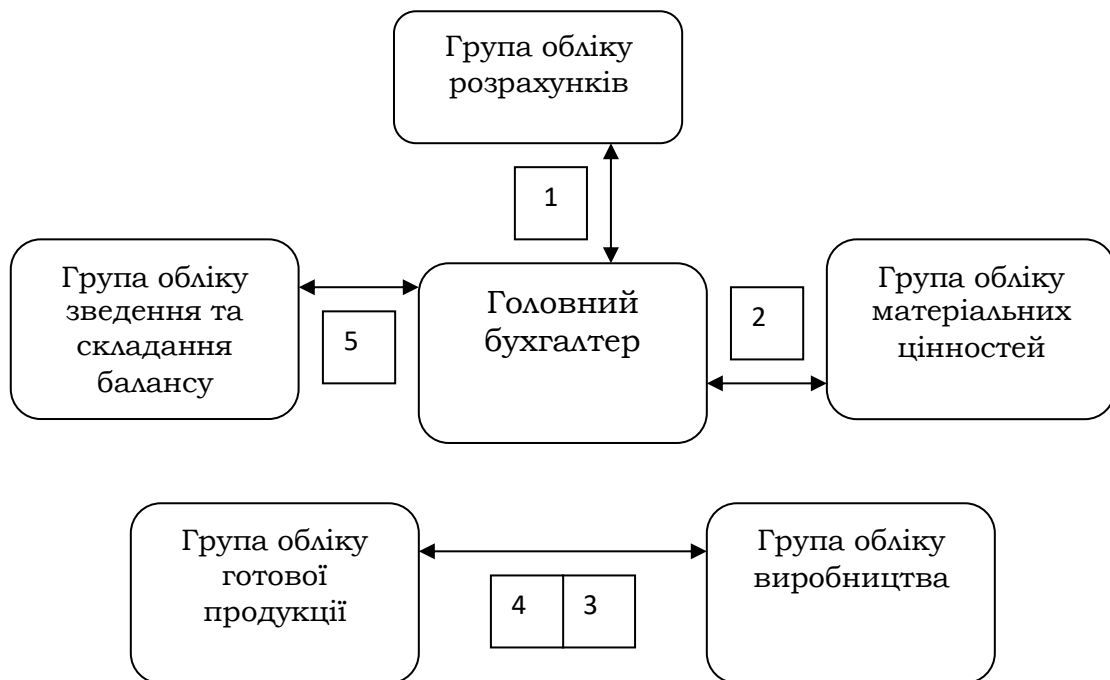 Група обліку
розрахунків
1
Група обліку
зведення та
складання
балансу
5
Головний
бухгалтер
2
Група обліку
матеріальних
цінностей
Група обліку
готової
продукції
4
3
Група обліку
виробництва